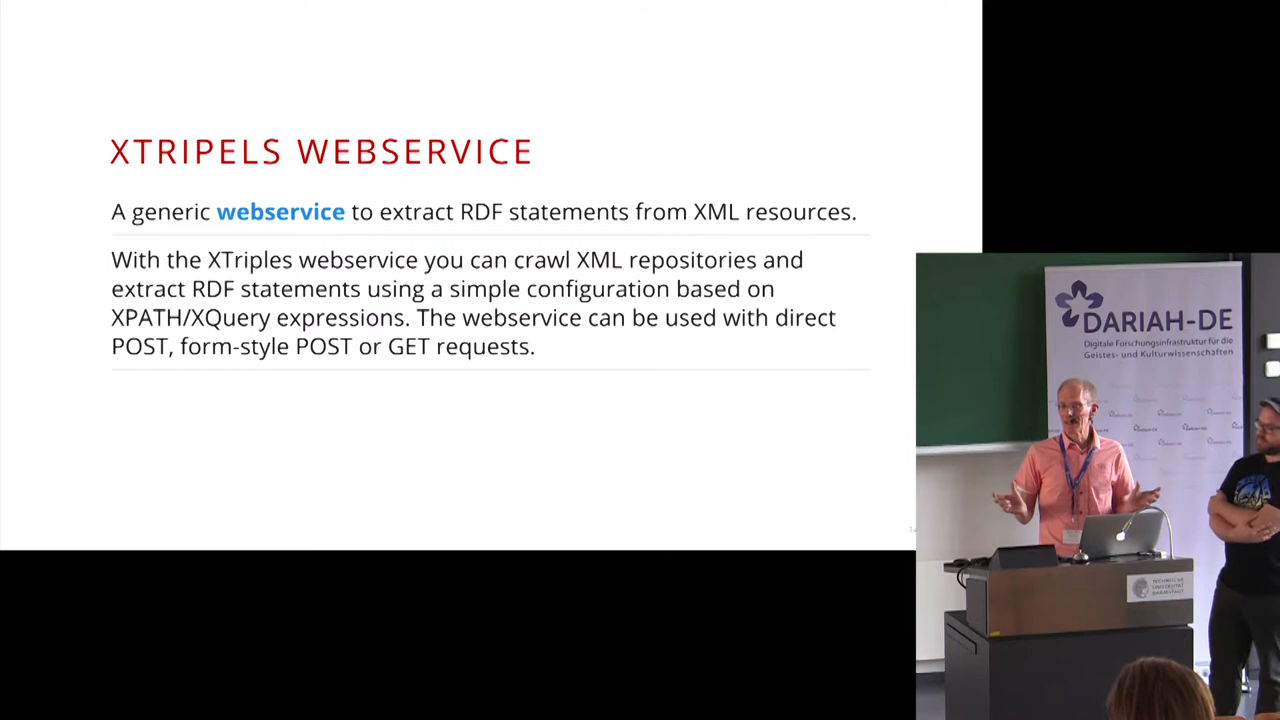 XTRIPELS WEBSERVICE
A generic webservice to extract RDF statements from XML resources.
With the XTriples webservice you can crawl XML repositories and
extract RDF statements using a simple configuration based on
XPATH/XQuery expressions. The webservice can be used with direct
POST, form-style POST or GET requests.
DARIAH-DE
Digitale Forschungsinfrastruktur für die
Geistes- und Kulturwissenschaften
TECHNISCHE
UNIVERSITÄT
DARMSTADT